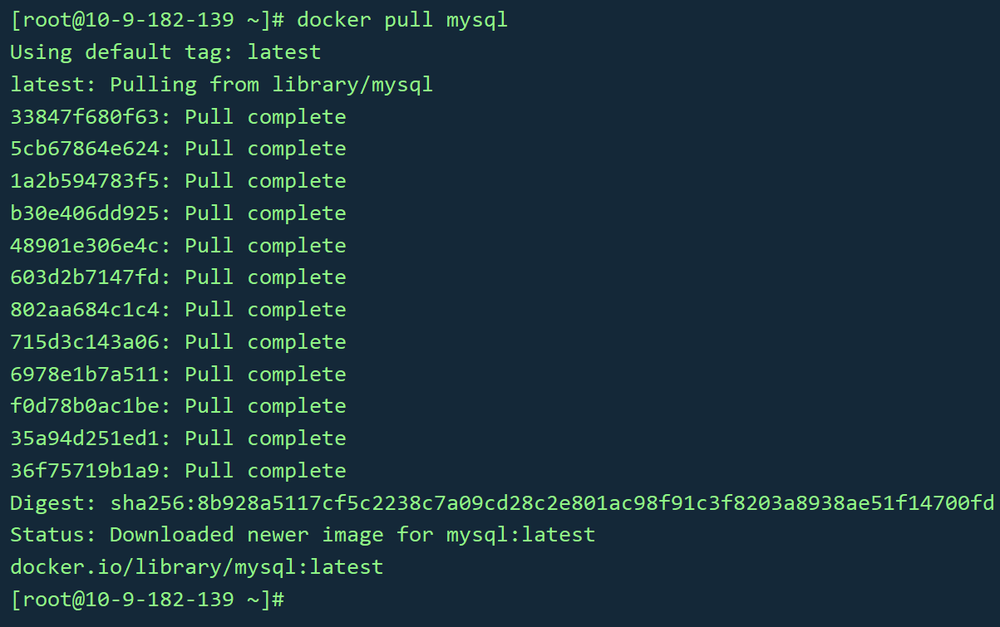 [root@10-9-182-139 ~]# docker pull mysql
Using default tag: latest
latest: Pulling from library/mysql
33847f680f63: Pull complete
5cb67864e624: Pull complete
1a2b594783f5: Pull complete
b30e406dd925: Pull complete
48901e306e4c: Pull complete
603d2b7147fd: Pull complete
802aa684c1c4: Pull complete
715d3c143a06: Pull complete
6978e1b7a511: Pull complete
f0d78b0ac1be: Pull complete
35a94d251ed1: Pull complete
36f75719b1a9: Pull complete
Digest: sha256:8b928a5117cf5c2238c7a09cd28c2e801ac98f91c3f8203a8938ae51f14700fd
Status: Downloaded newer image for mysql:latest
docker.io/library/mysql:latest
[root@10-9-182-139 ~]#